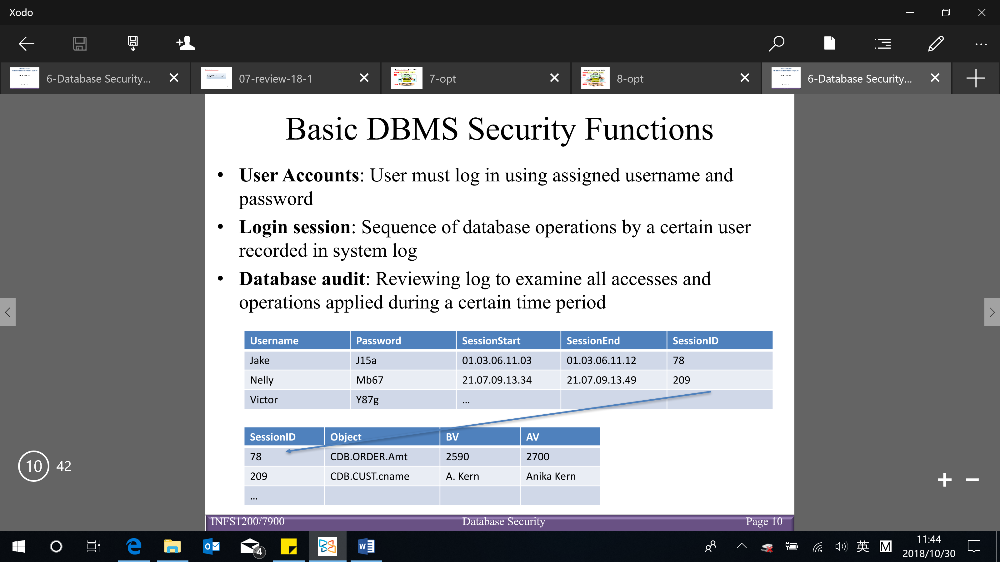 Xodo
6-Database Security...
07-review-18-1
7-opt
8-opt
6-Database Security...
Basic DBMS Security Functions
• User Accounts: User must log in using assigned username and
password
• Login session: Sequence of database operations by a certain user
recorded in system log
• Database audit: Reviewing log to examine all accesses and
operations applied during a certain time period
Username Password SessionStart SessionEnd SessionID
Jake J15a 01.03.06.11.03 01.03.06.11.12 78
Nelly Mb67 21.07.09.13.34 21.07.09.13.49 209
Victor Y87g ...
SessionID Object BV AV
78 CDB.ORDER.Amt 2590 2700
209 CDB.CUST.cname A. Kern Anika Kern
...
10 42
INFS1200/7900 Database Security Page 10
4
英
M
11:44
2018/10/30